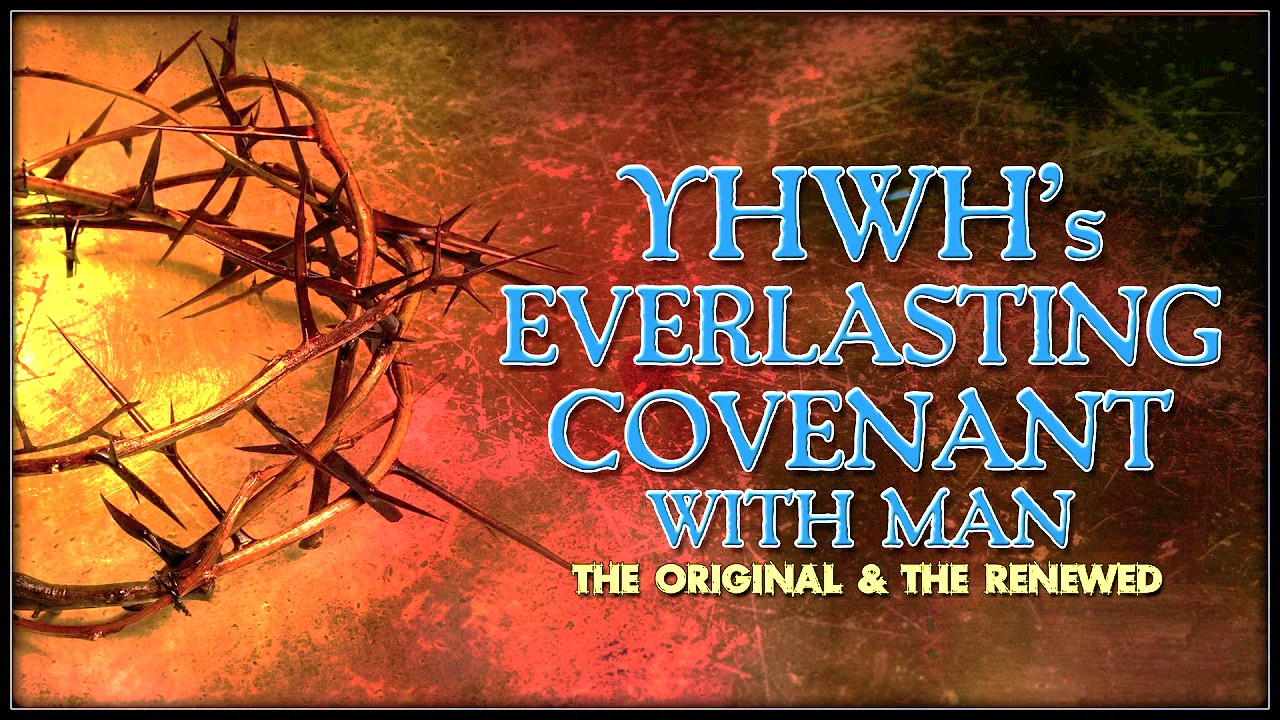 YHWH's
EVERLASTING
COVENANT
WITH MAN
THE ORIGINAL & THE RENEWED